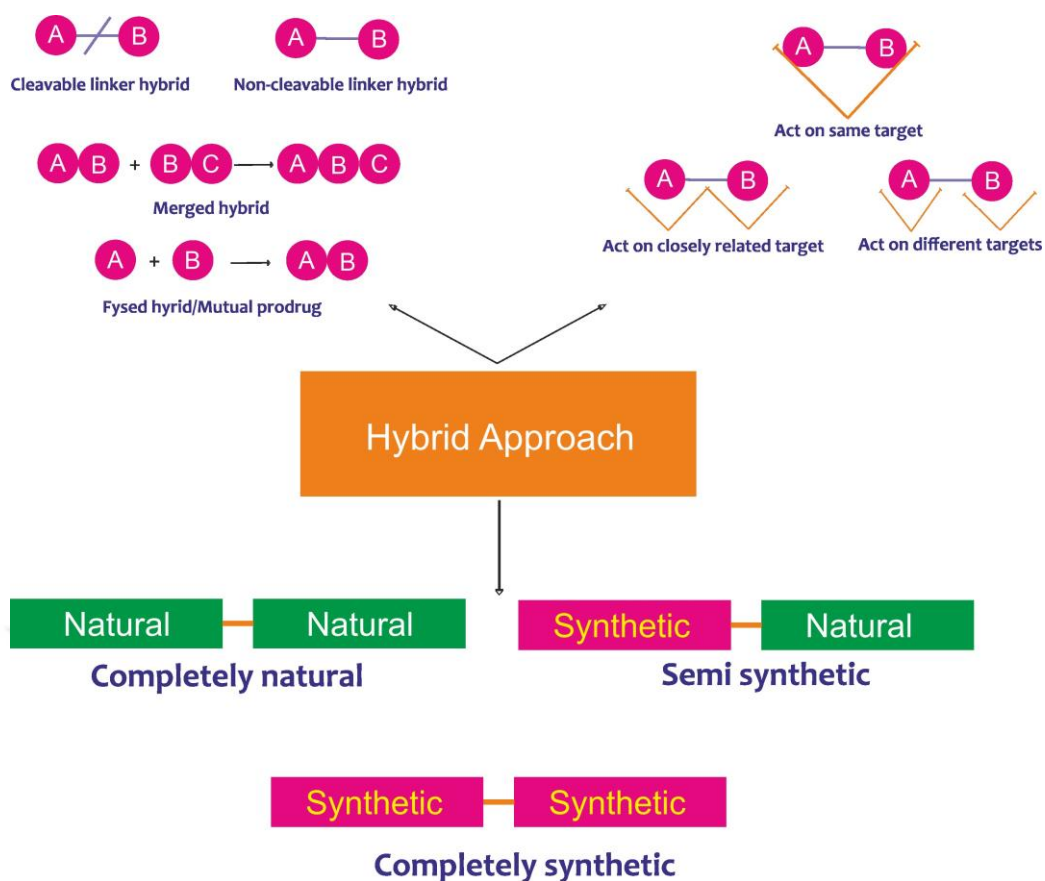 A B
Cleavable linker hybrid
A B
Non-cleavable linker hybrid
A B + B C A B C
Merged hybrid
A + B A B
Fysed hyrid/Mutual prodrug
A B
Act on same target
A B
Act on closely related target
A B
Act on different targets
Hybrid Approach
Natural Natural
Completely natural
Synthetic Natural
Semi synthetic
Synthetic Synthetic
Completely synthetic